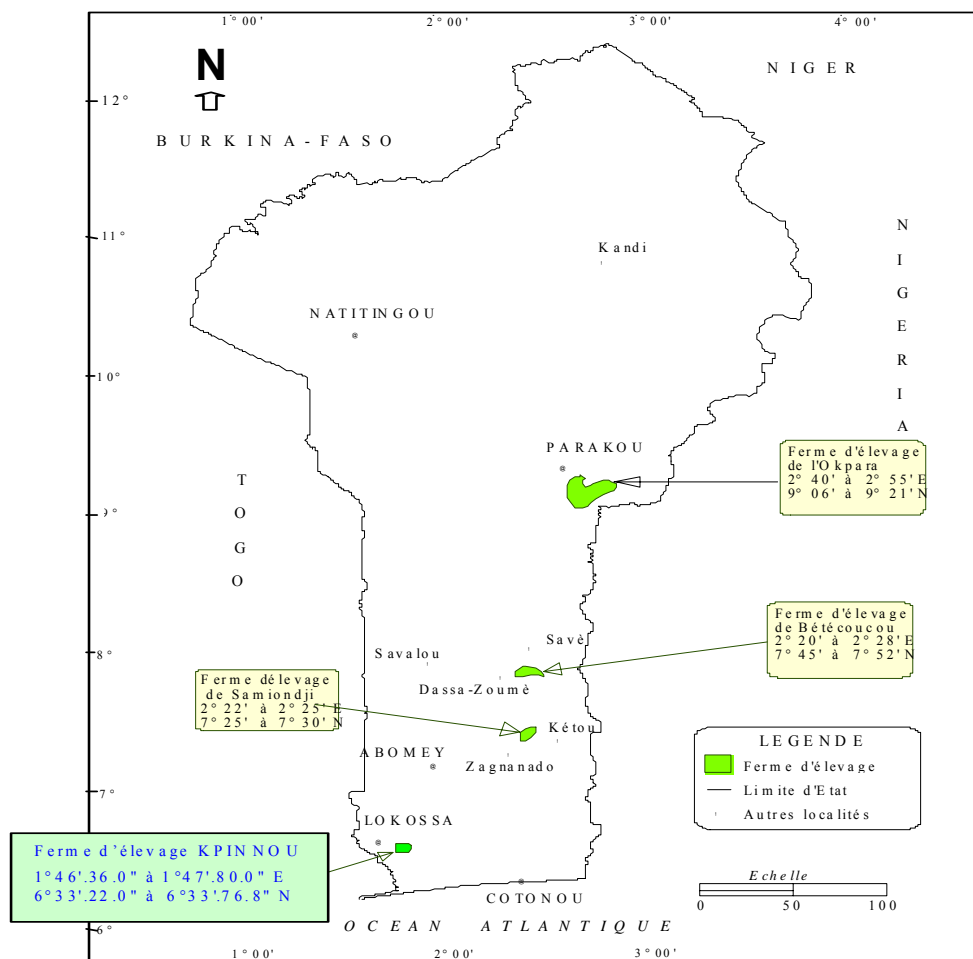 1°00' 2°00' 3°00' 4°00'
N
NIGER
12°
BURKINA-FASO
11°
NIGERIA
Kandi
NATITINGOU
10°
PARAKOU
Ferme d'élevage
de l'Okpara
2° 40' à 2° 55'E
9° 06' à 9° 21'N
TOGO
9°
Ferme d'élevage
de Bétécoucou
2° 20' à 2° 28'E
7° 45' à 7° 52'N
Savè
8°
Savalou
Dassa-Zoumè
Ferme délevage
de Samiondji
2° 22' à 2° 25' E
7° 25' à 7° 30' N
Kétou
ABOMEY
Zagnanado
LEGENDE
Ferme d'élevage
Limite d'Etat
Autres localités
7°
LOKOSSA
Ferme d'élevage KPINNOU
1°46'.36.0" à 1°47'.80.0" E
6°33'.22.0" à 6°33'.76.8" N
Echelle
0 50 100
COTONOU
OCEAN ATLANTIQUE
6°
1°00' 2°00' 3°00'